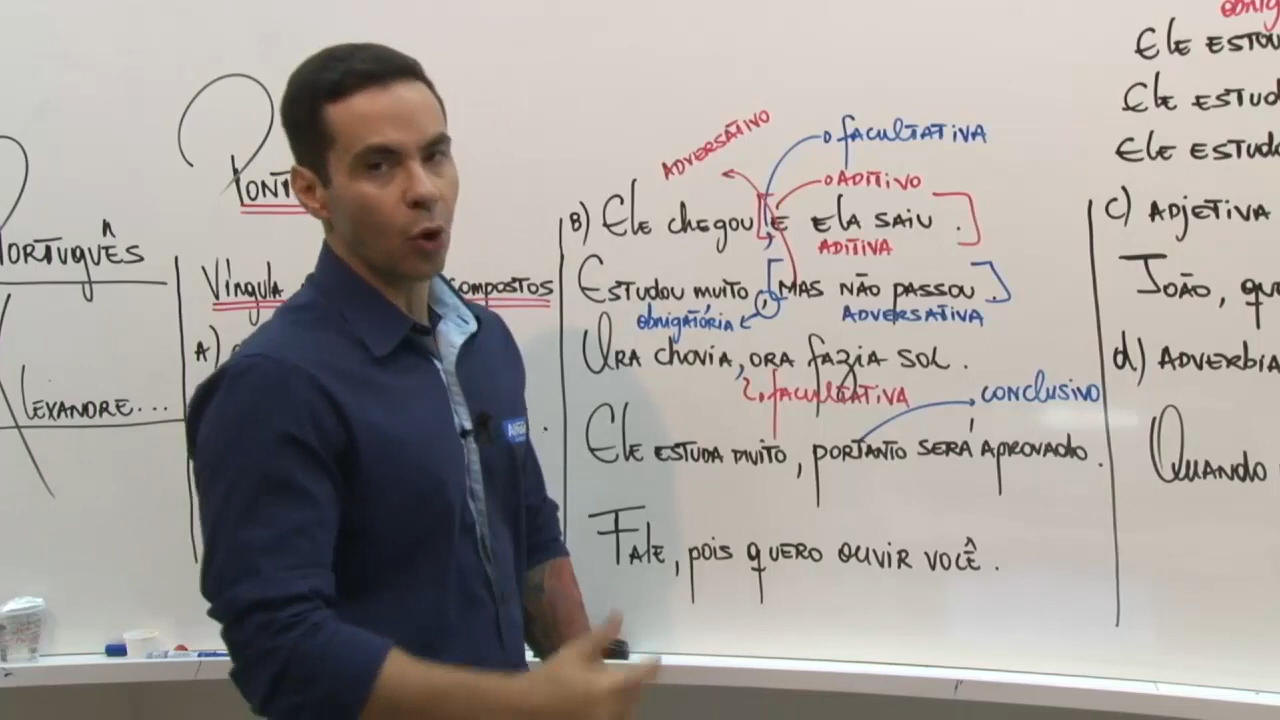 PORTUGUÊS
ALEXANDRE...
PONT
Vírgula
COMPOSTOS
A)
ADVERSATIVO
facultativa
ADITIVO
B) Ele chegou, E ELA SAIU.
ADITIVA
Estudou muito, MAS NÃO PASSOU.
obrigatória
ADVERSATIVA
ORA chovia, ORA fazia SOL.
facultativa
conclusivo
Ele ESTUDA MUITO, PORTANTO SERÁ APROVADO.
Fale, pois quero ouvir você.
Ele
Ele ESTUD
Ele ESTUD
C) ADJETIVA
João,
d) ADVERBIA
Quando